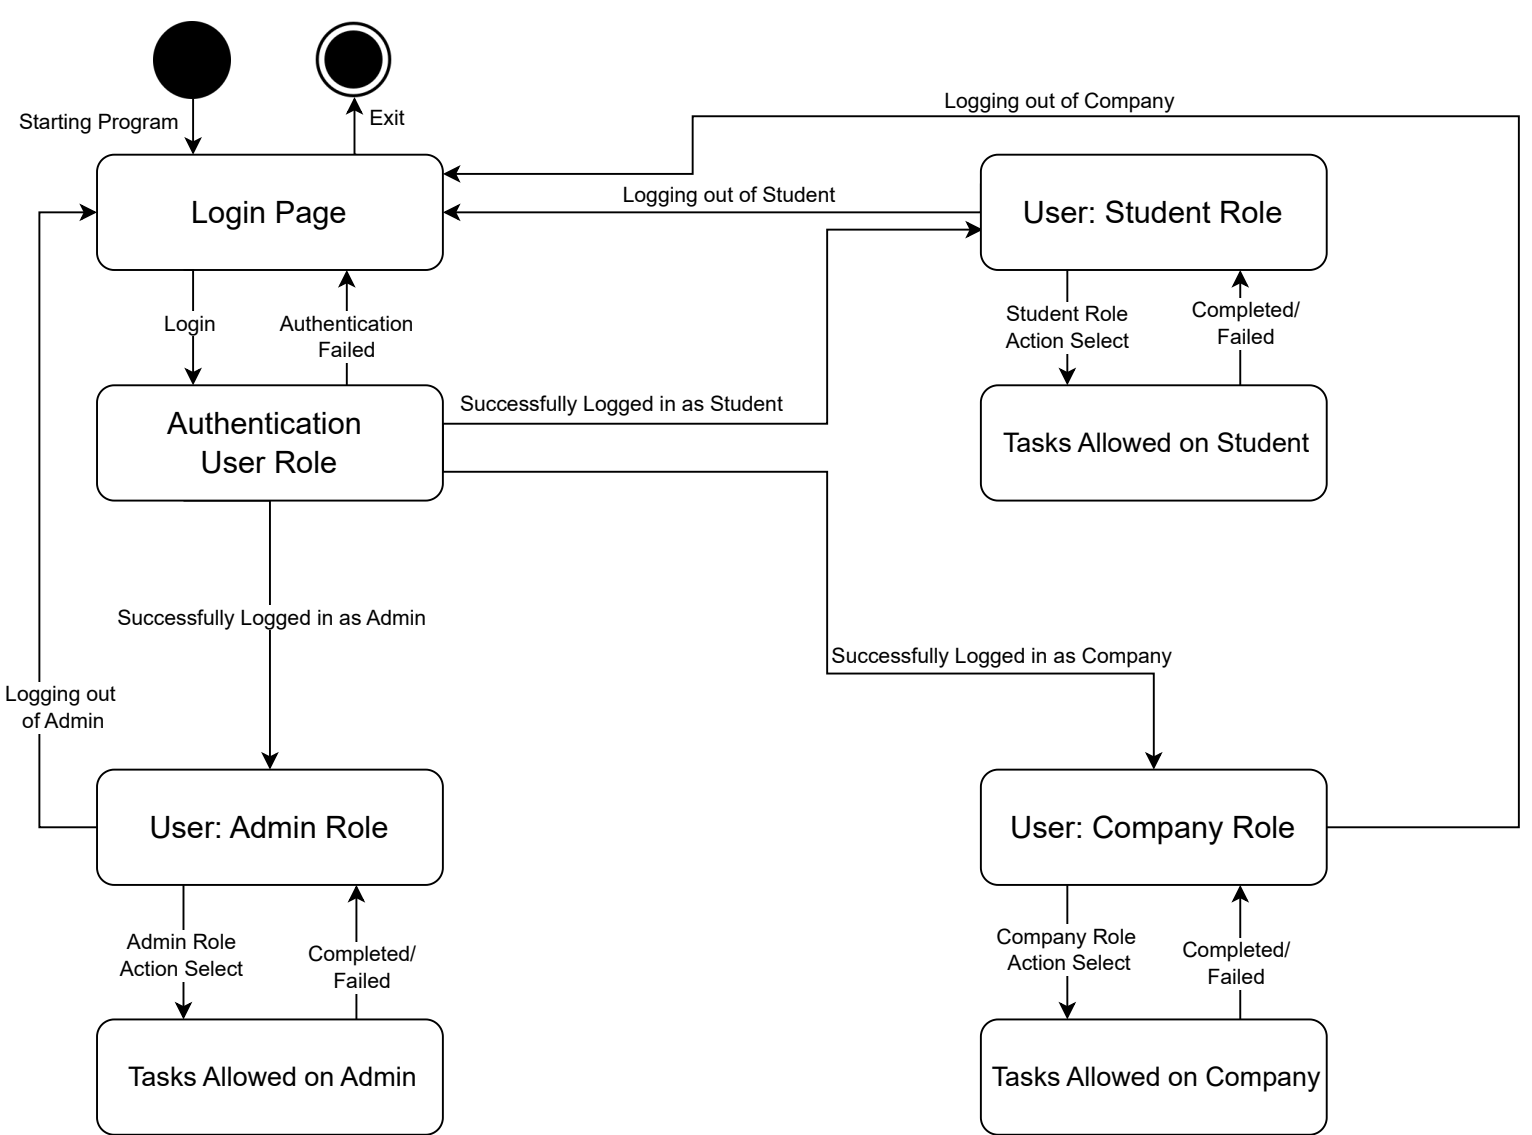 Starting Program
Exit
Logging out of Company
Login Page
Logging out of Student
User: Student Role
Login
Authentication
Failed
Student Role
Action Select
Completed/
Failed
Authentication
User Role
Successfully Logged in as Student
Tasks Allowed on Student
Successfully Logged in as Admin
Successfully Logged in as Company
Logging out
of Admin
User: Admin Role
User: Company Role
Admin Role
Action Select
Completed/
Failed
Company Role
Action Select
Completed/
Failed
Tasks Allowed on Admin
Tasks Allowed on Company